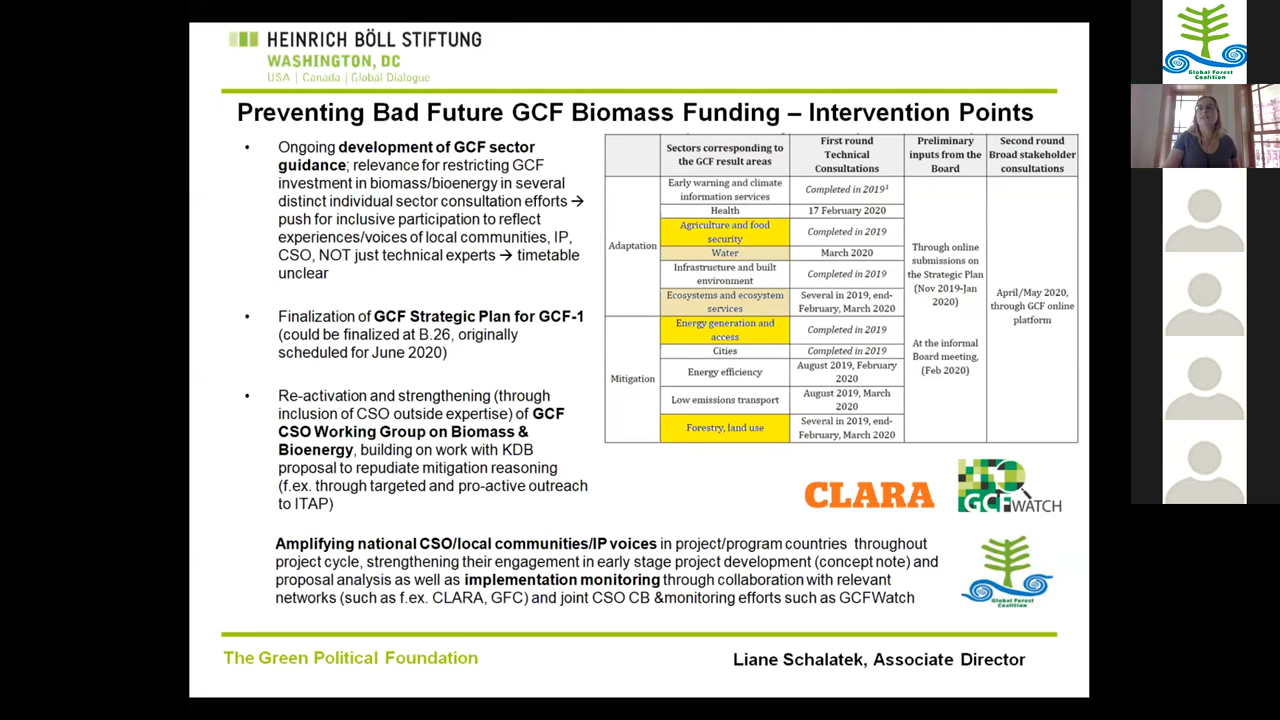 HEINRICH BÖLL STIFTUNG
WASHINGTON, DC
USA | Canada | Global Dialogue
Preventing Bad Future GCF Biomass Funding – Intervention Points
• Ongoing development of GCF sector
guidance; relevance for restricting GCF
investment in biomass/bioenergy in several
distinct individual sector consultation efforts →
push for inclusive participation to reflect
experiences/voices of local communities, IP,
CSO, NOT just technical experts → timetable
unclear
• Finalization of GCF Strategic Plan for GCF-1
(could be finalized at B.26, originally
scheduled for June 2020)
• Re-activation and strengthening (through
inclusion of CSO outside expertise) of GCF
CSO Working Group on Biomass &
Bioenergy, building on work with KDB
proposal to repudiate mitigation reasoning
(f.ex. through targeted and pro-active outreach
to ITAP)
Sectors corresponding to
the GCF result areas
First round
Technical
Consultations
Preliminary
inputs from the
Board
Second round
Broad stakeholder
consultations
Adaptation
Early warning and climate
information services
Completed in 2019¹
Health
17 February 2020
Agriculture and food
security
Completed in 2019
Water
March 2020
Infrastructure and built
environment
Completed in 2019
Ecosystems and ecosystem
services
Several in 2019, end-
February, March 2020
Mitigation
Energy generation and
access
Completed in 2019
Cities
Completed in 2019
Energy efficiency
August 2019, February
2020
Low emissions transport
August 2019, March
2020
Forestry, land use
Several in 2019, end-
February, March 2020
Through online
submissions on
the Strategic Plan
(Nov 2019-Jan
2020)
At the informal
Board meeting,
(Feb 2020)
April/May 2020,
through GCF online
platform
CLARA
GCFWATCH
Amplifying national CSO/local communities/IP voices in project/program countries throughout
project cycle, strengthening their engagement in early stage project development (concept note) and
proposal analysis as well as implementation monitoring through collaboration with relevant
networks (such as f.ex. CLARA, GFC) and joint CSO CB &monitoring efforts such as GCFWatch
Global Forest
Coalition
The Green Political Foundation
Liane Schalatek, Associate Director
Global Forest
Coalition